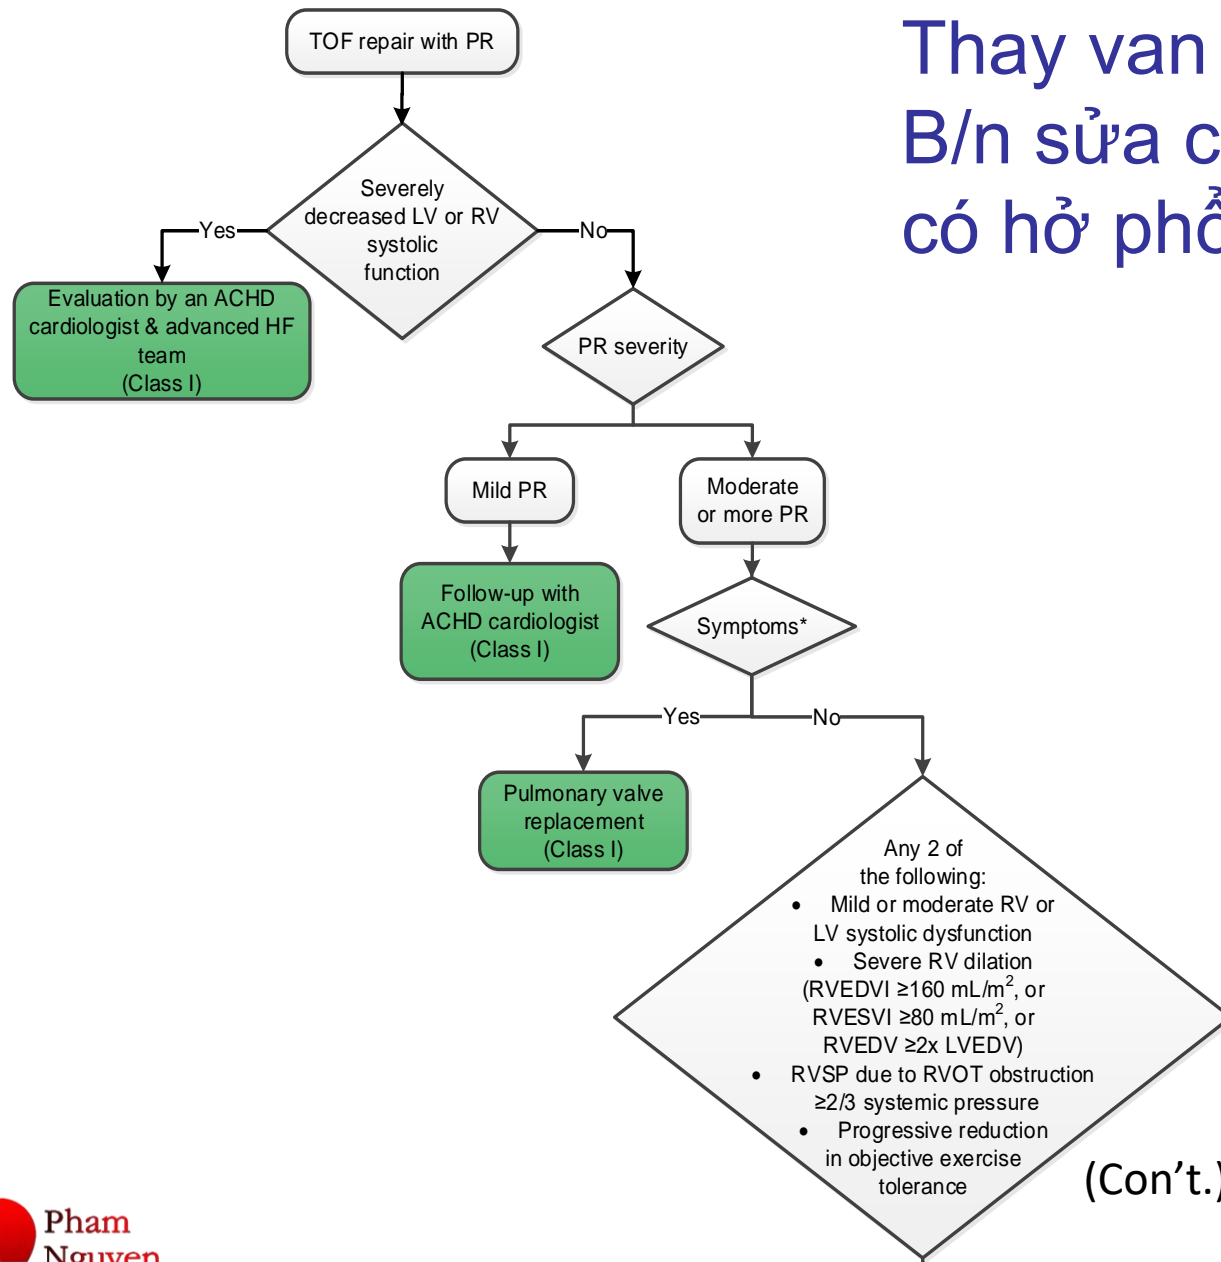 TOF repair with PR
Thay van
B/n sửa c
có hở phổ
Severely
decreased LV or RV
systolic
function
Yes
No
Evaluation by an ACHD
cardiologist & advanced HF
team
(Class I)
PR severity
Mild PR
Moderate
or more PR
Follow-up with
ACHD cardiologist
(Class I)
Symptoms*
Yes
No
Pulmonary valve
replacement
(Class I)
Any 2 of
the following:
• Mild or moderate RV or
LV systolic dysfunction
• Severe RV dilation
(RVEDVI ≥160 mL/m², or
RVESVI ≥80 mL/m², or
RVEDV ≥2x LVEDV)
• RVSP due to RVOT obstruction
≥2/3 systemic pressure
• Progressive reduction
in objective exercise
tolerance
(Con’t.)
Pham
Nguyen